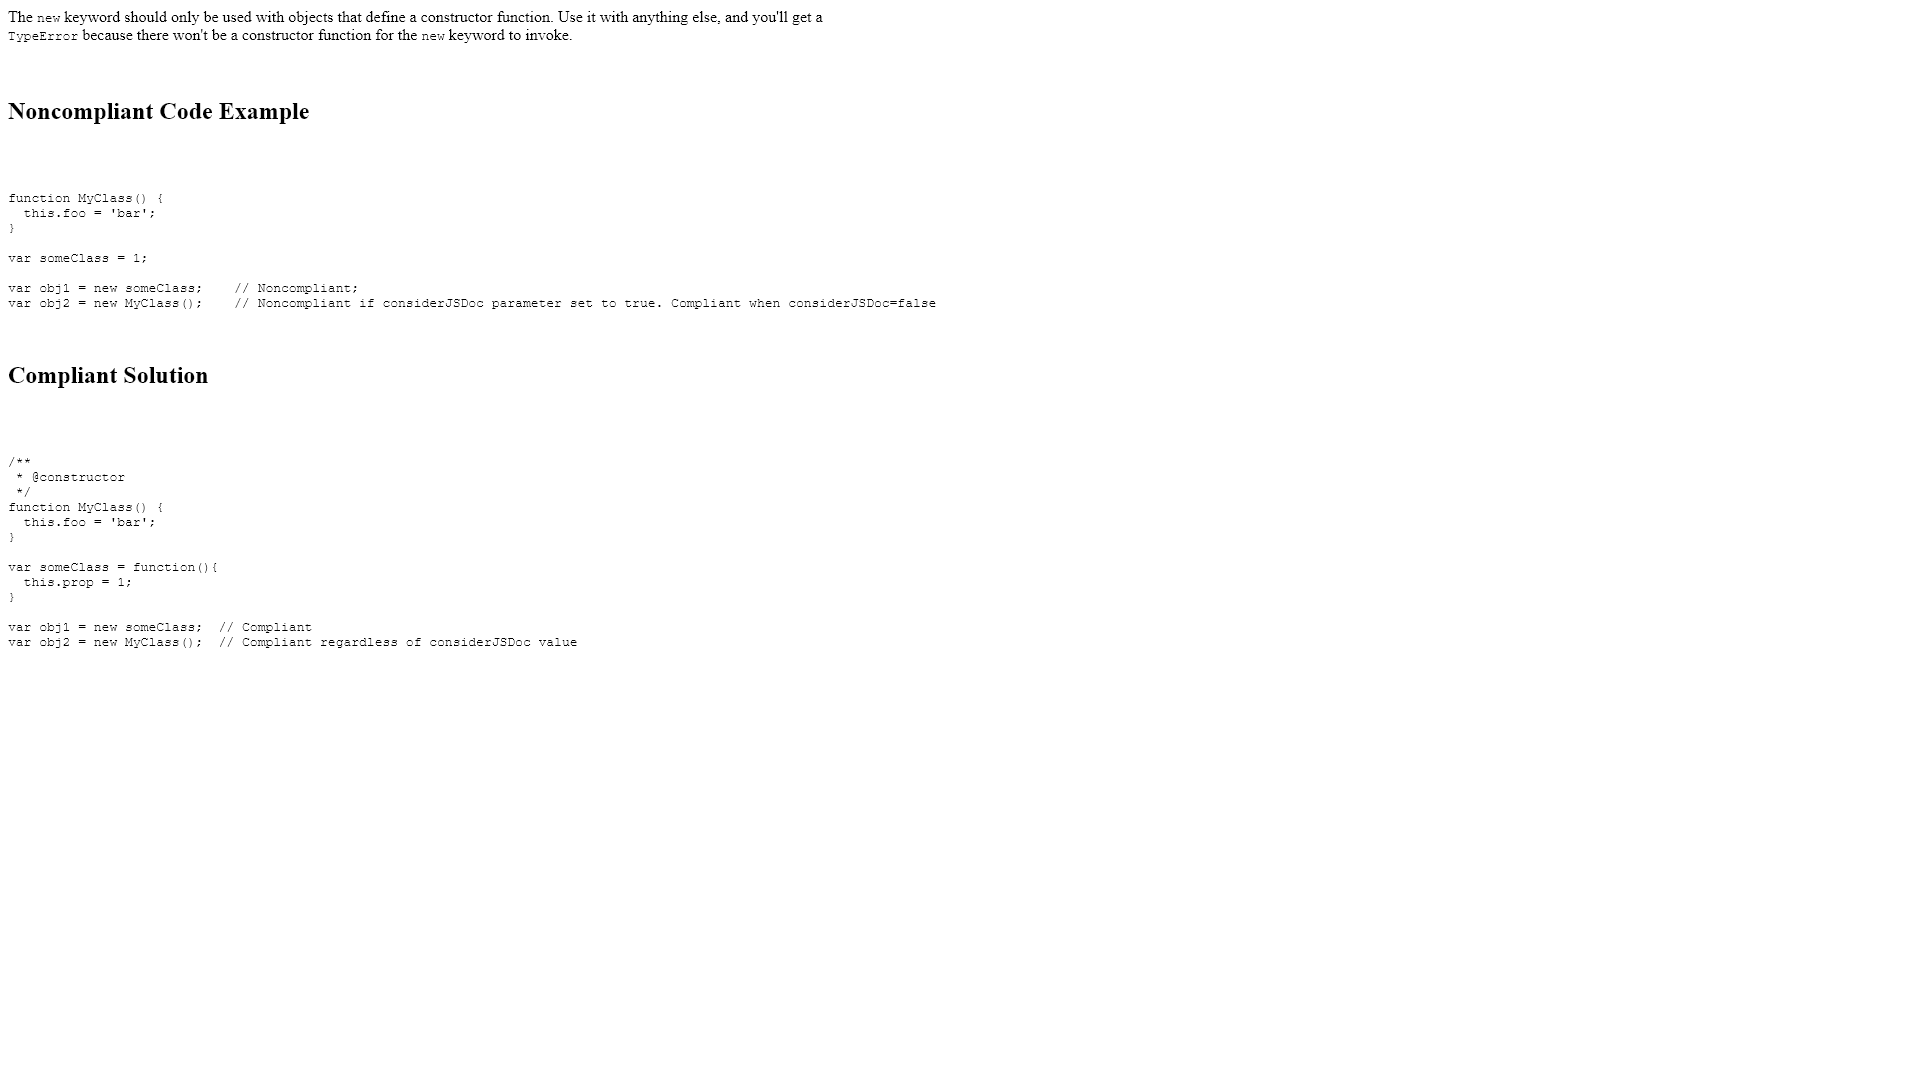 The new keyword should only be used with objects that define a constructor function. Use it with anything else, and you'll get a
TypeError because there won't be a constructor function for the new keyword to invoke.
Noncompliant Code Example
function MyClass() {
  this.foo = 'bar';
}
var someClass = 1;
var obj1 = new someClass;    // Noncompliant;
var obj2 = new MyClass();    // Noncompliant if considerJSDoc parameter set to true. Compliant when considerJSDoc=false
Compliant Solution
/**
 * @constructor
 */
function MyClass() {
  this.foo = 'bar';
}
var someClass = function(){
  this.prop = 1;
}
var obj1 = new someClass;  // Compliant
var obj2 = new MyClass();  // Compliant regardless of considerJSDoc value